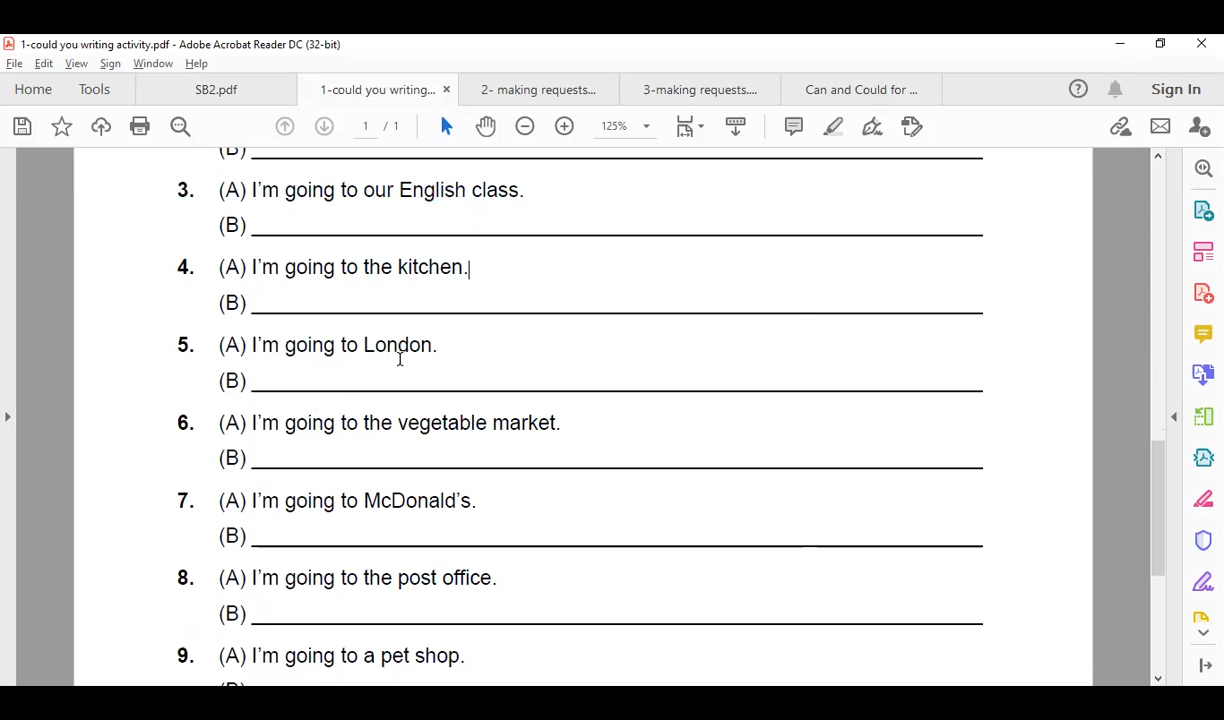 1-could you writing activity.pdf - Adobe Acrobat Reader DC (32-bit)
File Edit View Sign Window Help
Home Tools SB2.pdf 1-could you writing... × 2- making requests... 3-making requests.... Can and Could for ... Sign In
1 / 1 125%
(B)
3. (A) I'm going to our English class.
(B)
4. (A) I'm going to the kitchen.
(B)
5. (A) I'm going to London.
(B)
6. (A) I'm going to the vegetable market.
(B)
7. (A) I'm going to McDonald's.
(B)
8. (A) I'm going to the post office.
(B)
9. (A) I'm going to a pet shop.
(B)